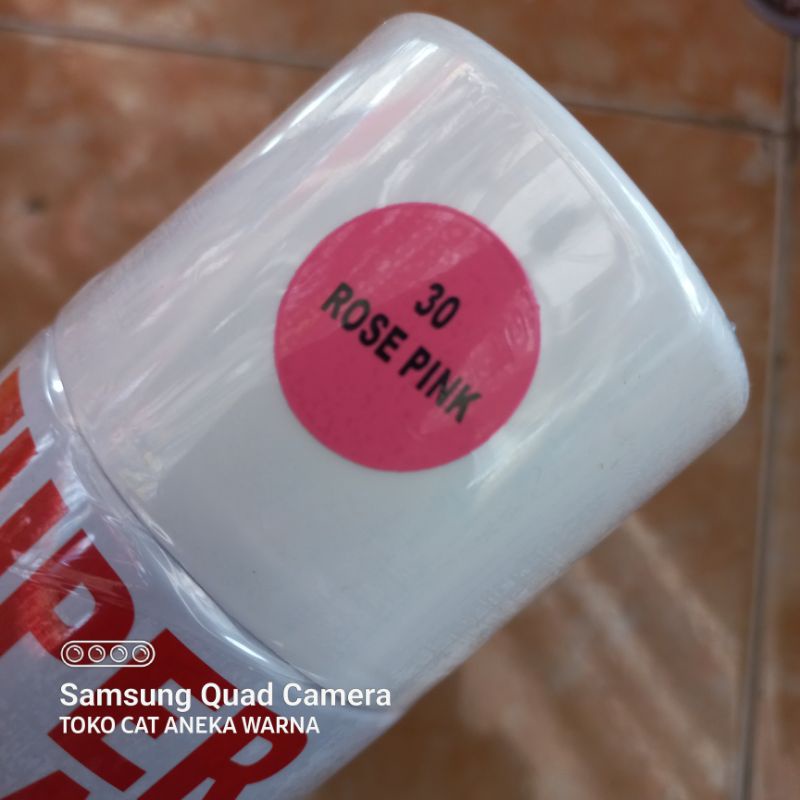 30
ROSE PINK
Samsung Quad Camera
TOKO CAT ANEKA WARNA